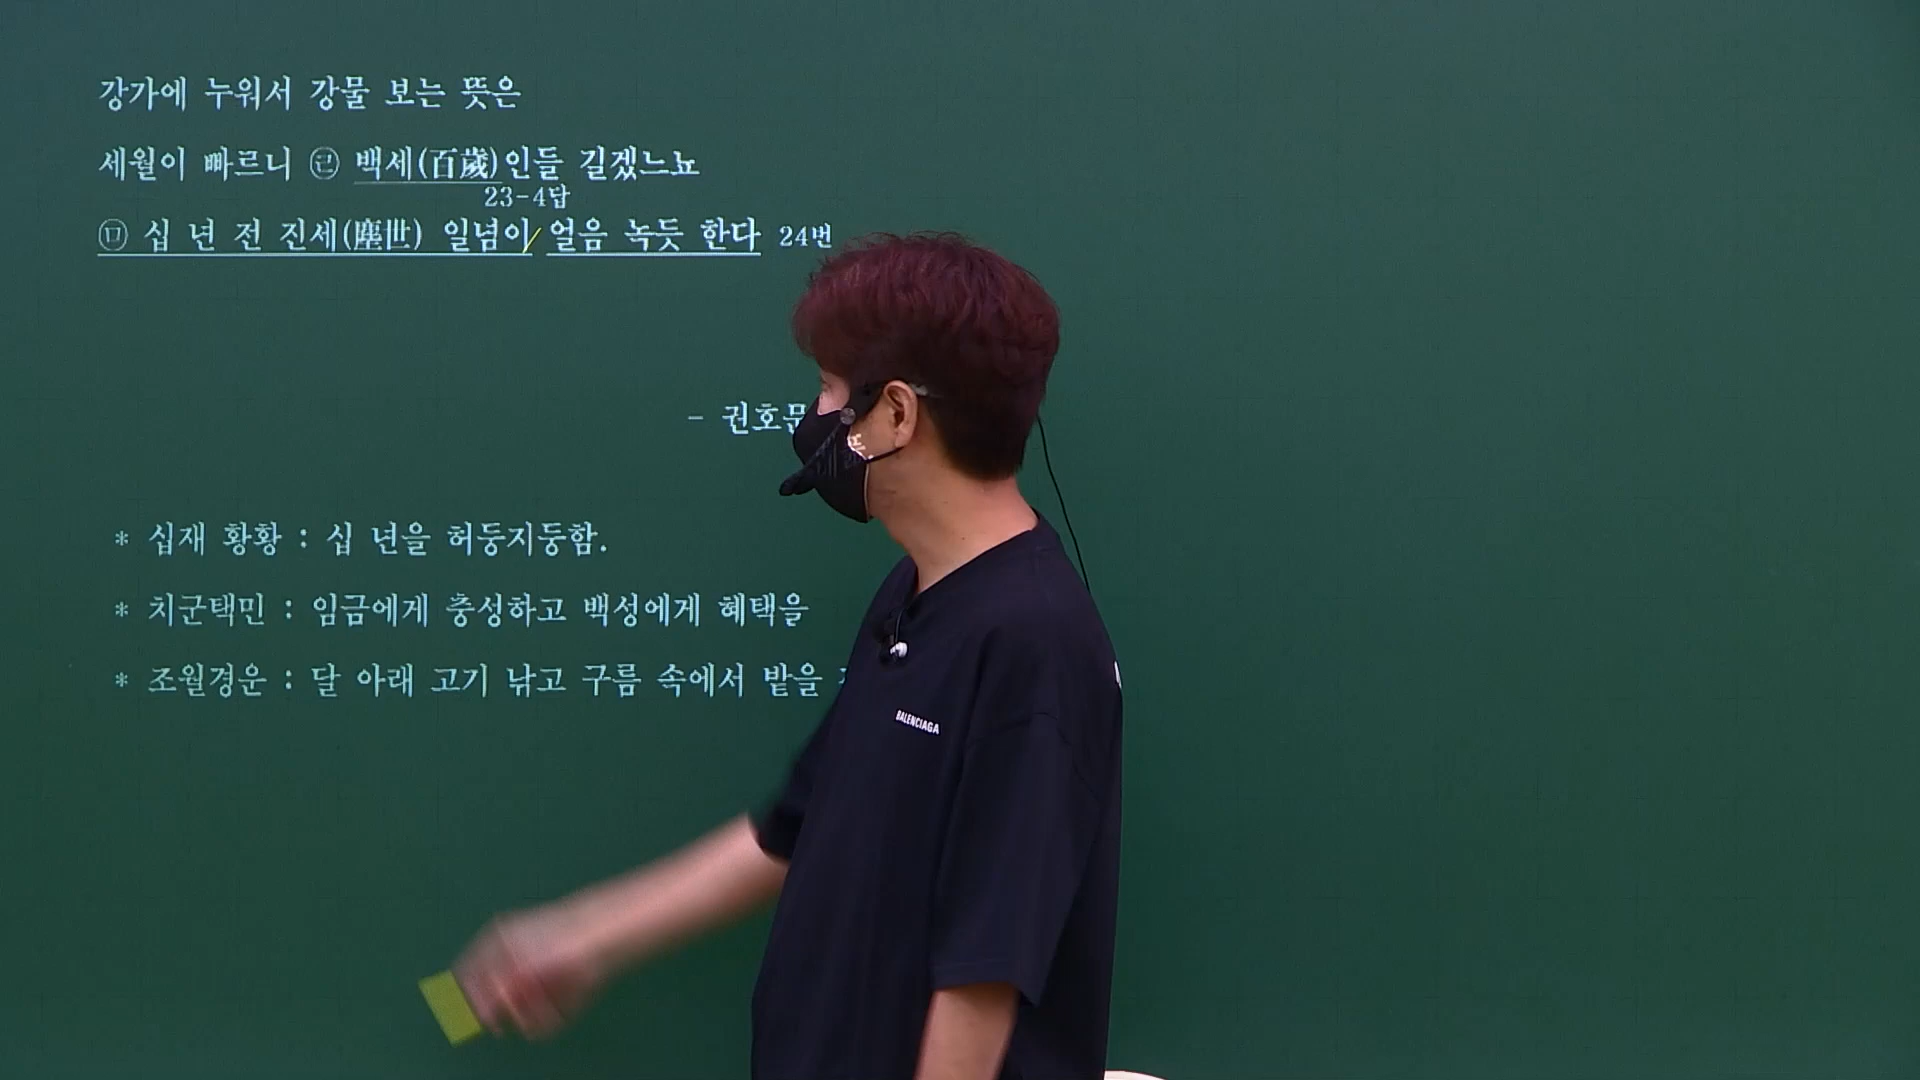 강가에 누워서 강물 보는 뜻은
세월이 빠르니 ㉣ 백세(百歲)인들 길겠느뇨
23-4답
㉤ 십 년 전 진세(塵世) 일념이 얼음 녹듯 한다 24번
- 권호문
* 십재 황황 : 십 년을 허둥지둥함.
* 치군택민 : 임금에게 충성하고 백성에게 혜택을
* 조월경운 : 달 아래 고기 낚고 구름 속에서 밭을
BALENCIAGA